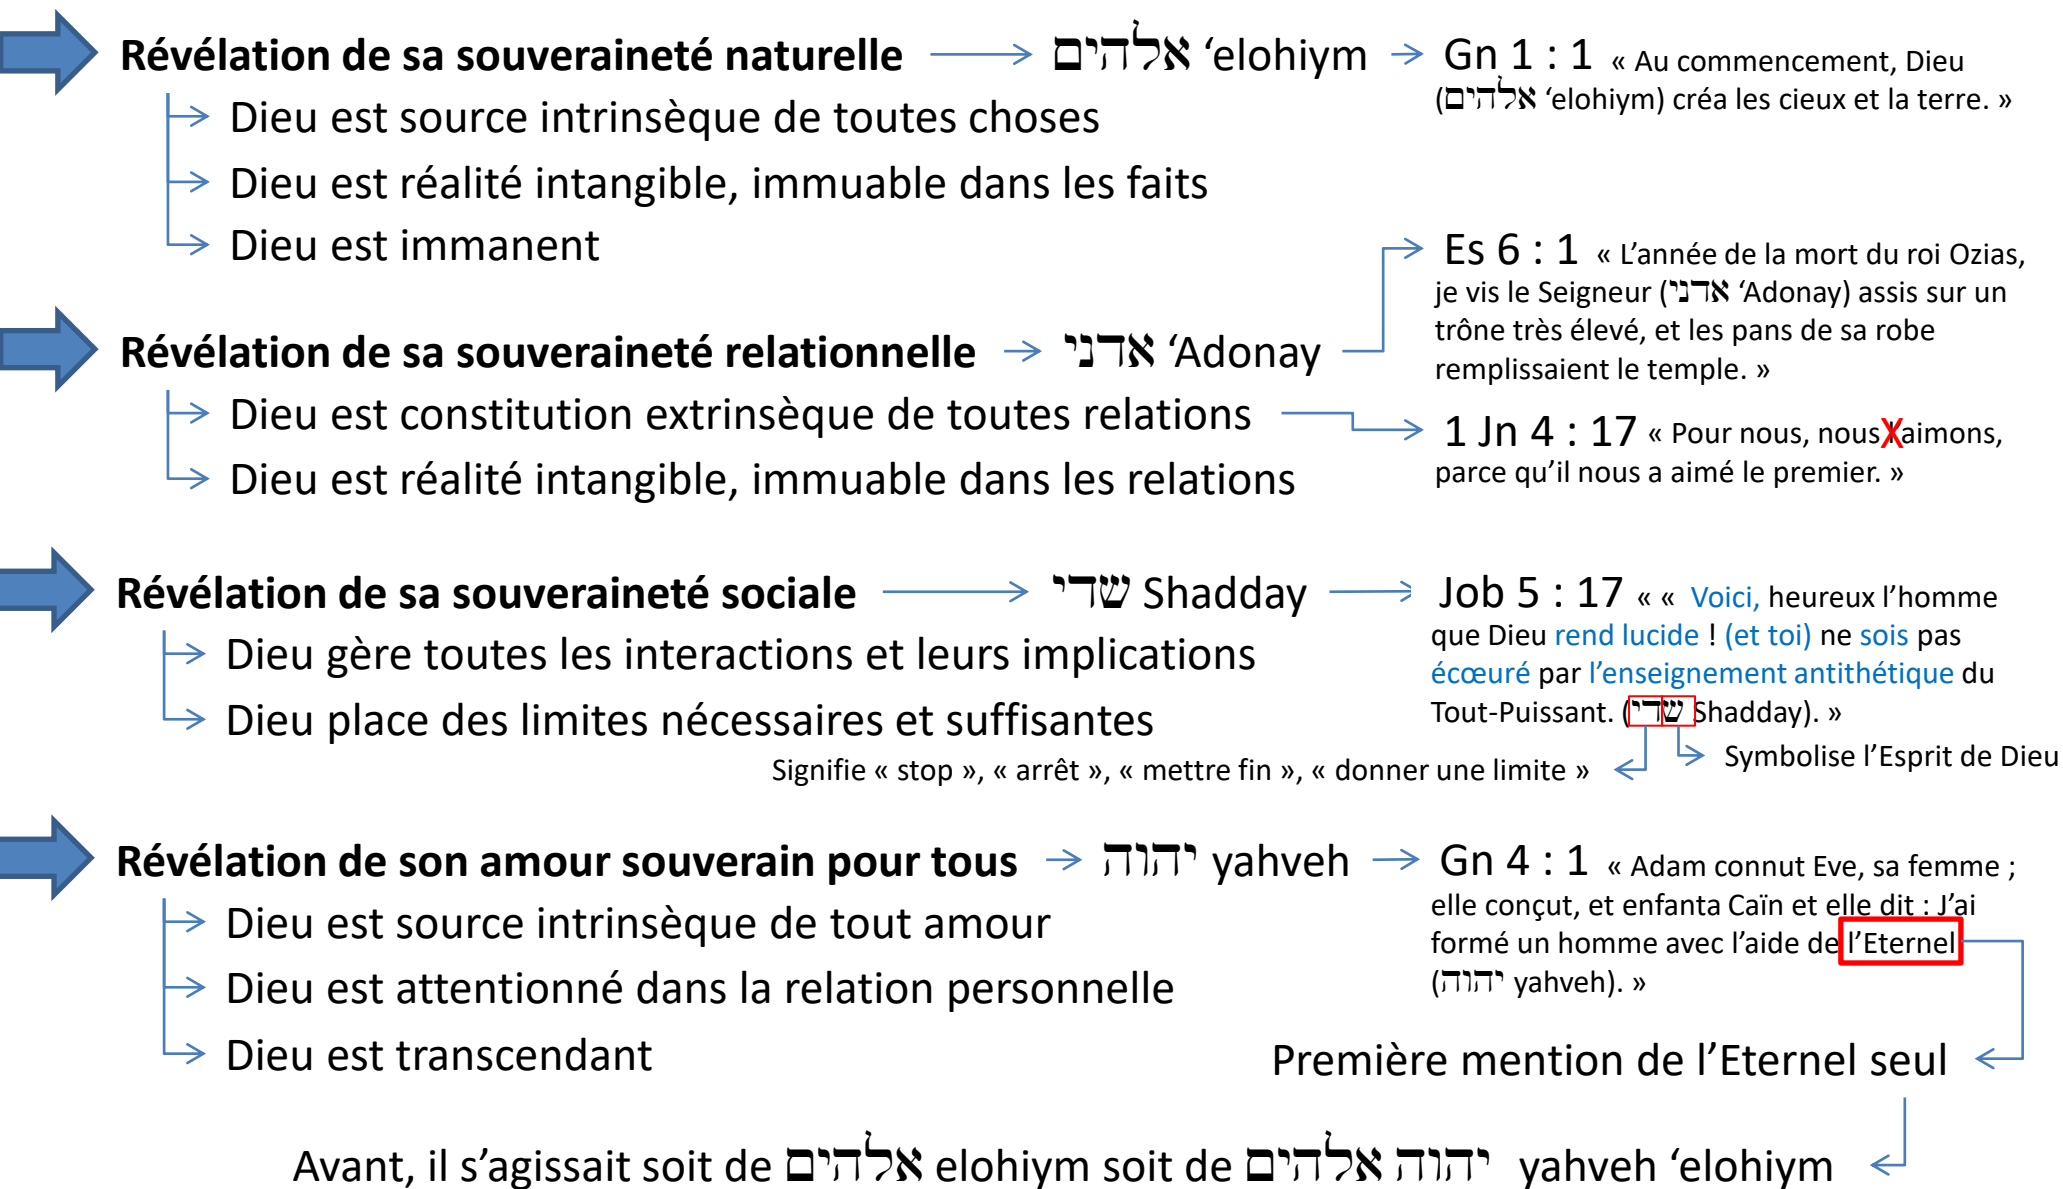 Révélation de sa souveraineté naturelle אלהים ‘elohiym
Gn 1 : 1 « Au commencement, Dieu
(אלהים ‘elohiym) créa les cieux et la terre. »
Dieu est source intrinsèque de toutes choses
Dieu est réalité intangible, immuable dans les faits
Dieu est immanent
Es 6 : 1 « L’année de la mort du roi Ozias,
je vis le Seigneur (אדני ‘Adonay) assis sur un
trône très élevé, et les pans de sa robe
remplissaient le temple. »
Révélation de sa souveraineté relationnelle אדני ‘Adonay
Dieu est constitution extrinsèque de toutes relations
1 Jn 4 : 17 « Pour nous, nous X aimons,
parce qu’il nous a aimé le premier. »
Dieu est réalité intangible, immuable dans les relations
Révélation de sa souveraineté sociale שדי Shadday
Job 5 : 17 « « Voici, heureux l’homme
que Dieu rend lucide ! (et toi) ne sois pas
écœuré par l’enseignement antithétique du
Tout-Puissant. (שדי Shadday). »
Dieu gère toutes les interactions et leurs implications
Dieu place des limites nécessaires et suffisantes
Signifie « stop », « arrêt », « mettre fin », « donner une limite »
Symbolise l’Esprit de Dieu
Révélation de son amour souverain pour tous יהוה yahveh
Gn 4 : 1 « Adam connut Eve, sa femme ;
elle conçut, et enfanta Caïn et elle dit : J’ai
formé un homme avec l’aide de l’Eternel
(יהוה yahveh). »
Dieu est source intrinsèque de tout amour
Dieu est attentionné dans la relation personnelle
Dieu est transcendant
Première mention de l’Eternel seul
Avant, il s’agissait soit de אלהים elohiym soit de יהוה אלהים yahveh ‘elohiym